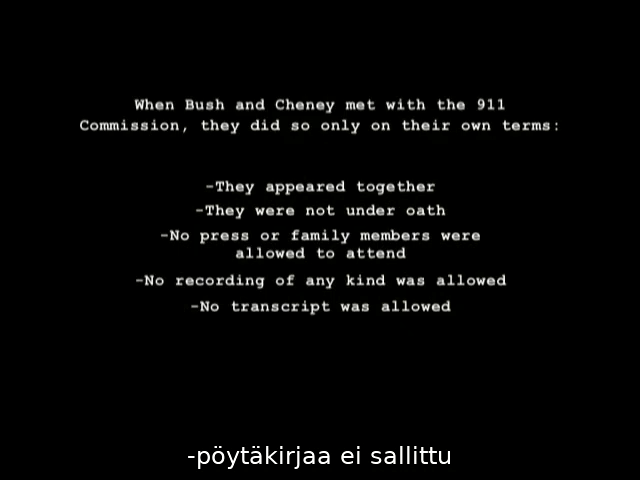 When Bush and Cheney met with the 911
Commission, they did so only on their own terms:
-They appeared together
-They were not under oath
-No press or family members were
allowed to attend
-No recording of any kind was allowed
-No transcript was allowed
-pöytäkirjaa ei sallittu